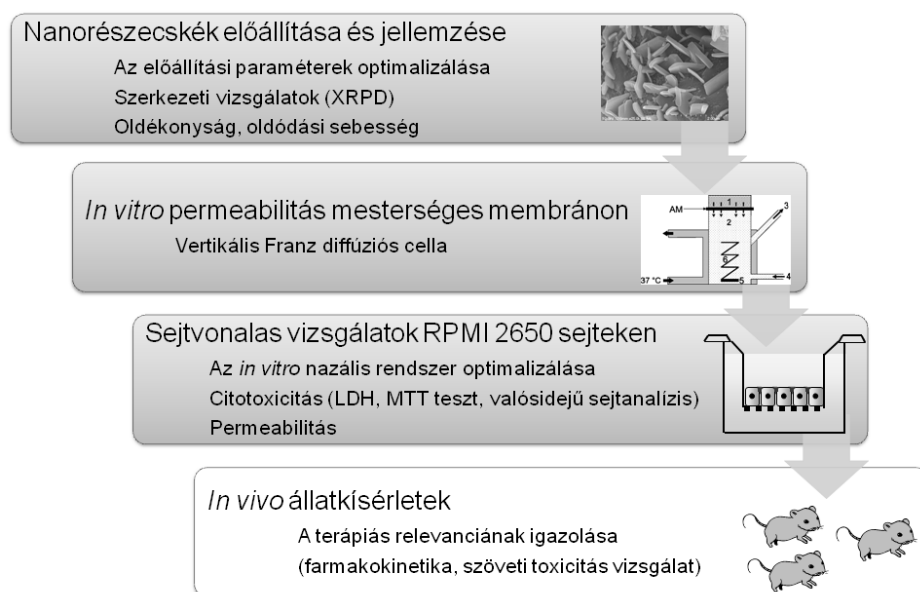 Nanorészecskék előállítása és jellemzése
Az előállítási paraméterek optimalizálása
Szerkezeti vizsgálatok (XRPD)
Oldékonyság, oldódási sebesség
In vitro permeabilitás mesterséges membránon
Vertikális Franz diffúziós cella
AM
1
2
3
6
37 °C
5
4
Sejtvonalas vizsgálatok RPMI 2650 sejteken
Az in vitro nazális rendszer optimalizálása
Citotoxicitás (LDH, MTT teszt, valósidejű sejtanalízis)
Permeabilitás
In vivo állatkísérletek
A terápiás relevanciának igazolása
(farmakokinetika, szöveti toxicitás vizsgálat)